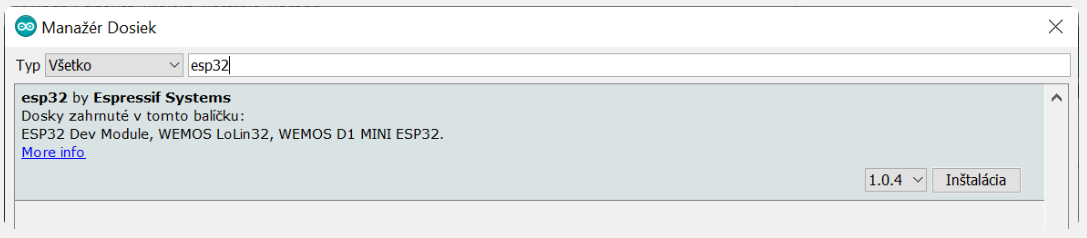 Manažér Dosiek
Typ Všetko esp32
esp32 by Espressif Systems
Dosky zahrnuté v tomto balíčku:
ESP32 Dev Module, WEMOS LoLin32, WEMOS D1 MINI ESP32.
More info
1.0.4 Inštalácia